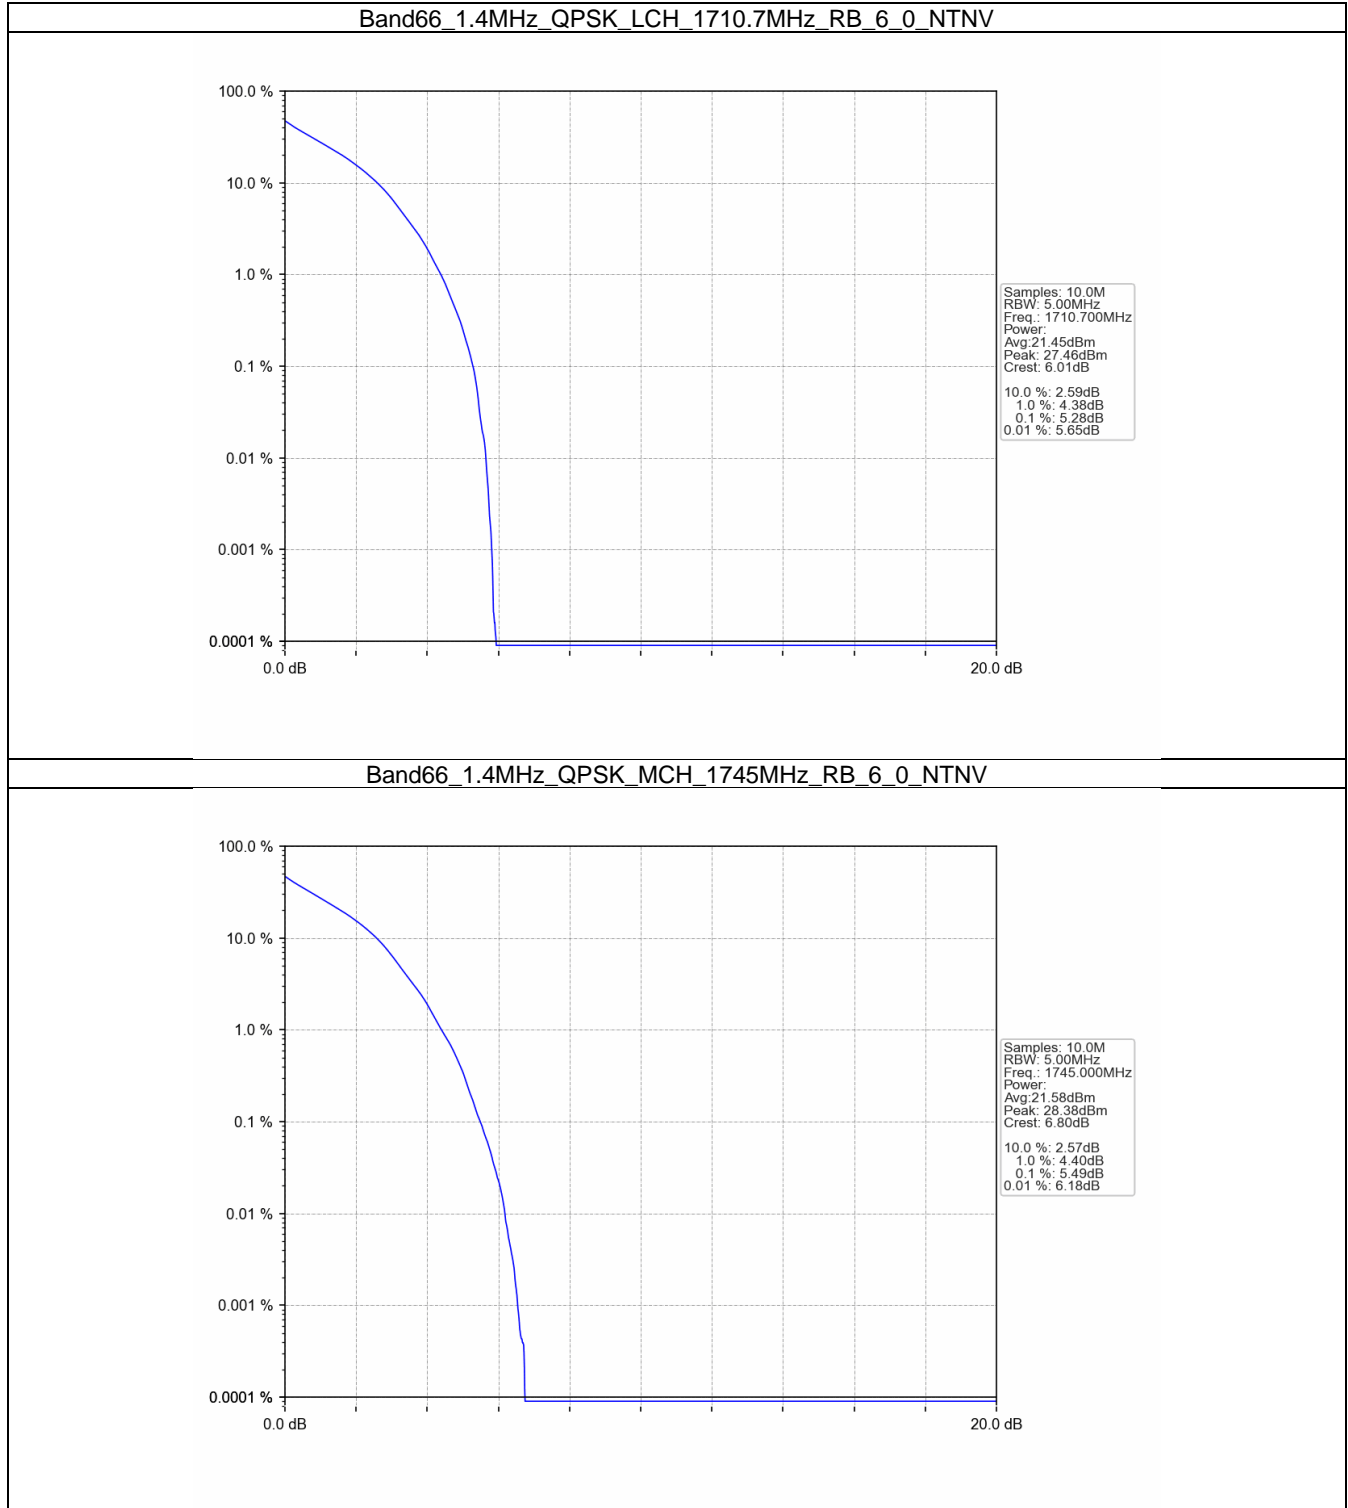 Band66_1.4MHz_QPSK_LCH_1710.7MHz_RB_6_0_NTNV
100.0 %
10.0 %
1.0 %
0.1 %
0.01 %
0.001 %
0.0001 %
0.0 dB
20.0 dB
Samples: 10.0M
RBW: 5.00MHz
Freq.: 1710.700MHz
Power:
Avg:21.45dBm
Peak: 27.46dBm
Crest: 6.01dB
10.0 %: 2.59dB
1.0 %: 4.38dB
0.1 %: 5.28dB
0.01 %: 5.65dB
Band66_1.4MHz_QPSK_MCH_1745MHz_RB_6_0_NTNV
100.0 %
10.0 %
1.0 %
0.1 %
0.01 %
0.001 %
0.0001 %
0.0 dB
20.0 dB
Samples: 10.0M
RBW: 5.00MHz
Freq.: 1745.000MHz
Power:
Avg:21.58dBm
Peak: 28.38dBm
Crest: 6.80dB
10.0 %: 2.57dB
1.0 %: 4.40dB
0.1 %: 5.49dB
0.01 %: 6.18dB